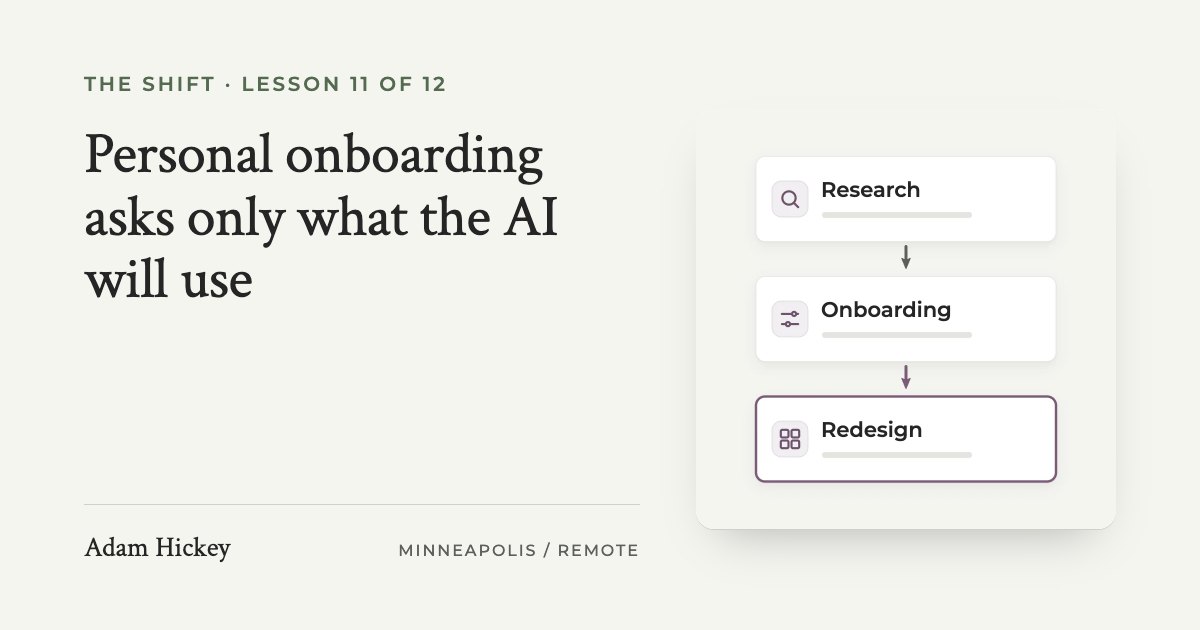 THE SHIFT · LESSON 11 OF 12
Personal onboarding
asks only what the AI
will use
Adam Hickey
MINNEAPOLIS / REMOTE
Research
Onboarding
Redesign